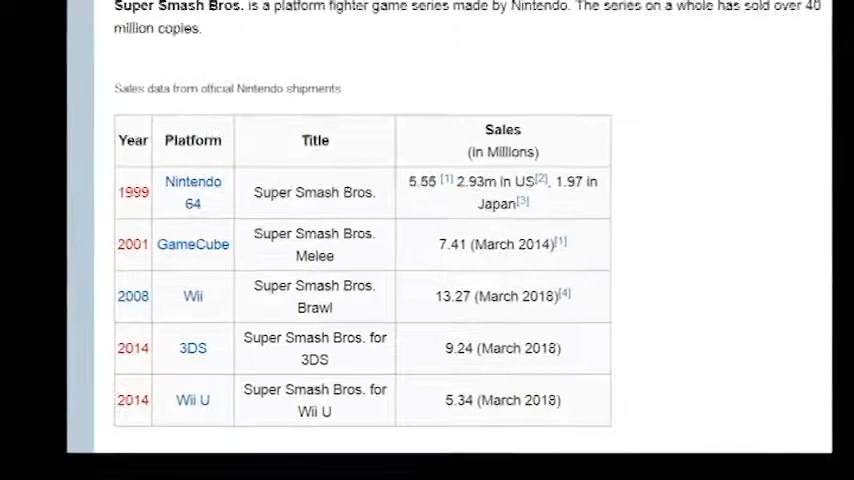 Super Smash Bros. is a platform fighter game series made by Nintendo. The series on a whole has sold over 40
million copies.
Sales data from official Nintendo shipments
Year Platform Title Sales
(in Millions)
1999 Nintendo 64 Super Smash Bros. 5.55 [1] 2.93m in US[2], 1.97 in
Japan[3]
2001 GameCube Super Smash Bros.
Melee 7.41 (March 2014)[1]
2008 Wii Super Smash Bros.
Brawl 13.27 (March 2018)[4]
2014 3DS Super Smash Bros. for
3DS 9.24 (March 2018)
2014 Wii U Super Smash Bros. for
Wii U 5.34 (March 2018)